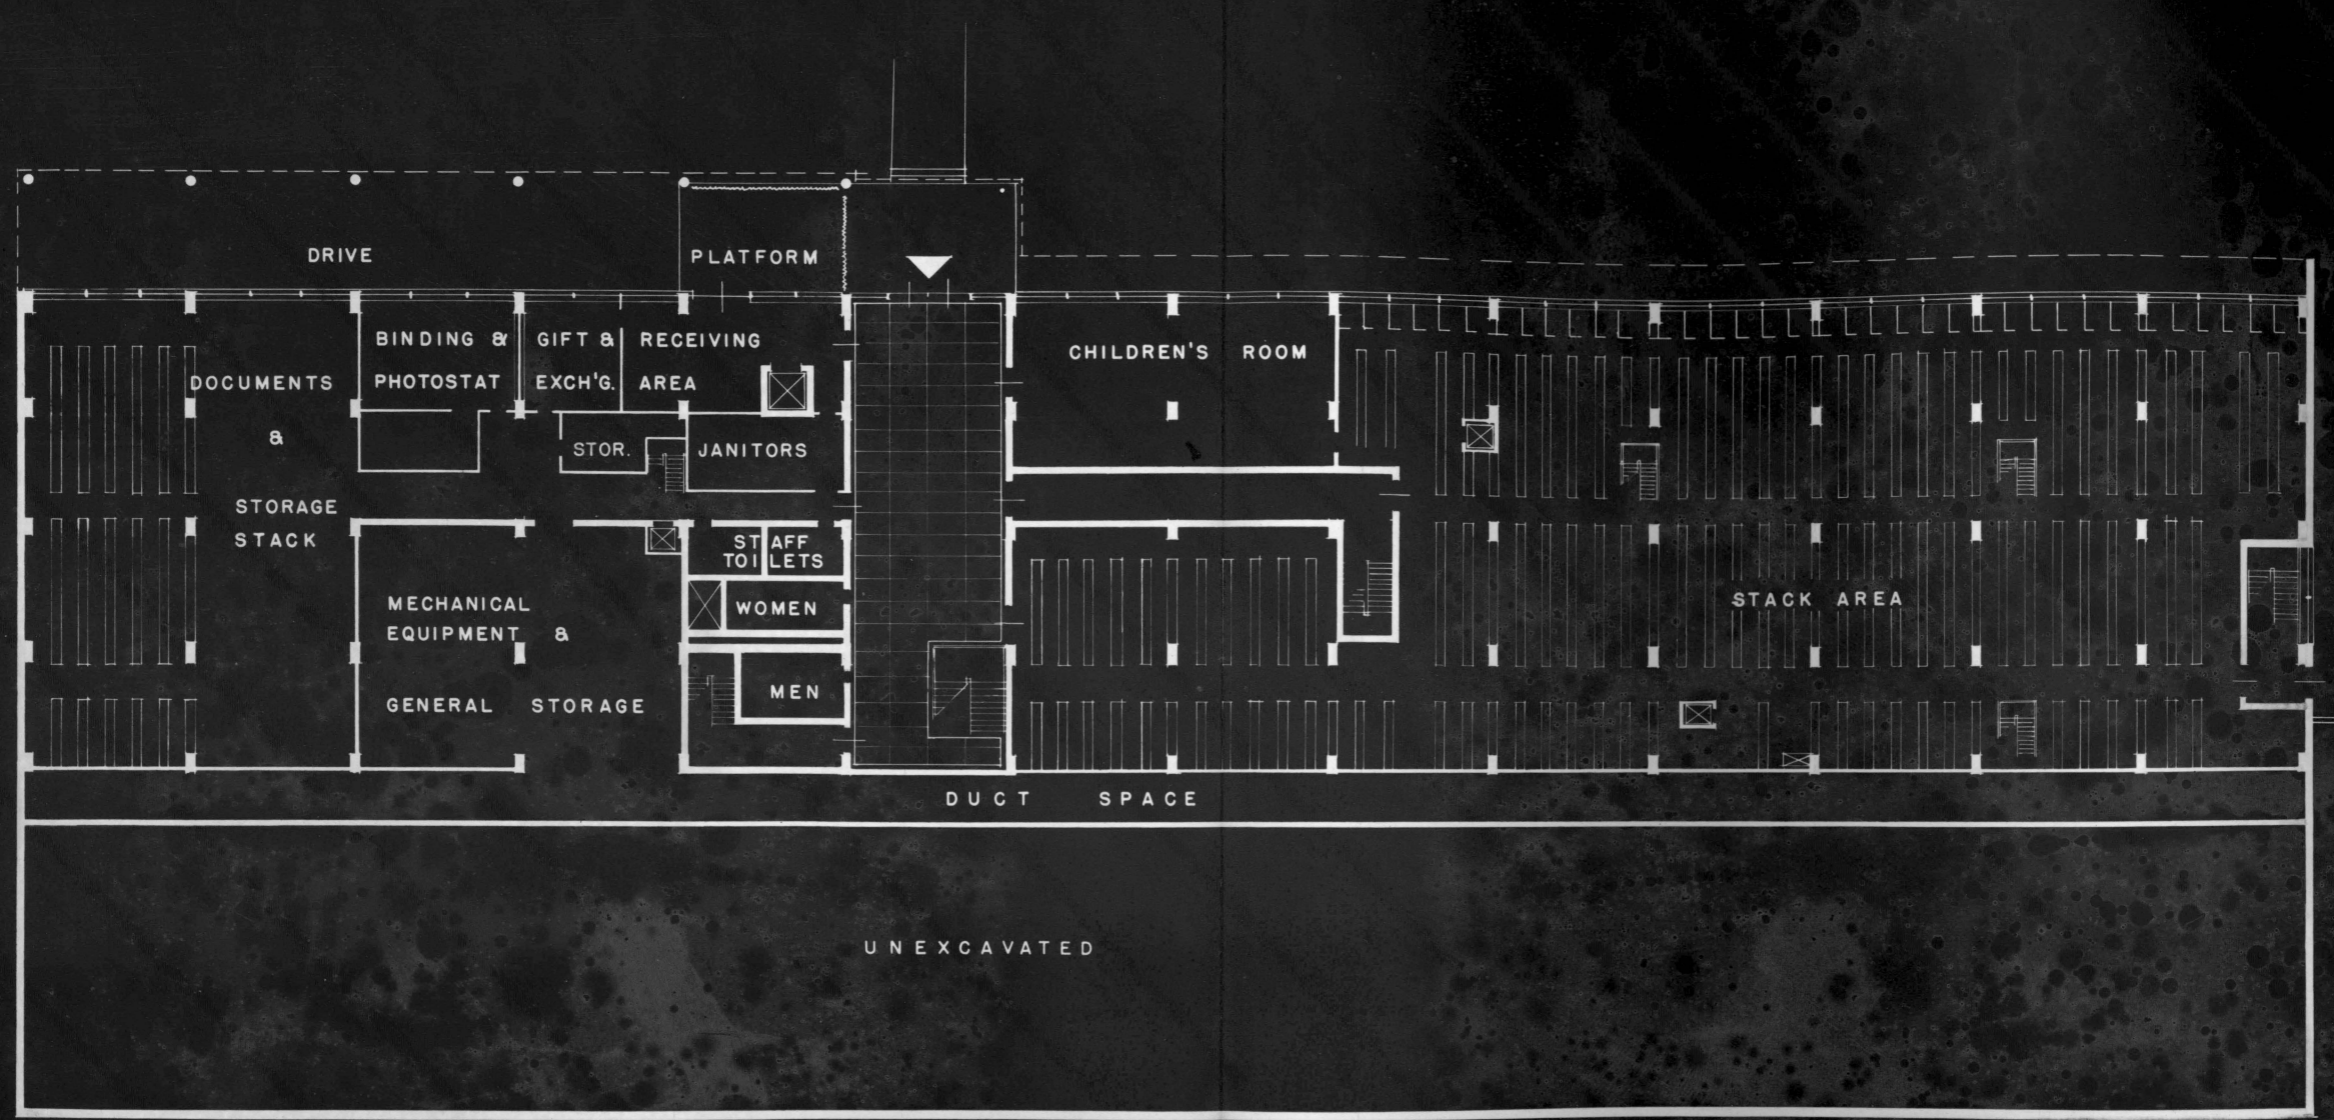 DRIVE
PLATFORM
BINDING &
PHOTOSTAT
GIFT &
EXCH'G.
RECEIVING
AREA
CHILDREN'S ROOM
DOCUMENTS
&
STORAGE
STACK
STOR.
JANITORS
STAFF
TOILETS
WOMEN
MECHANICAL
EQUIPMENT &
GENERAL STORAGE
MEN
STACK AREA
DUCT SPACE
UNEXCAVATED